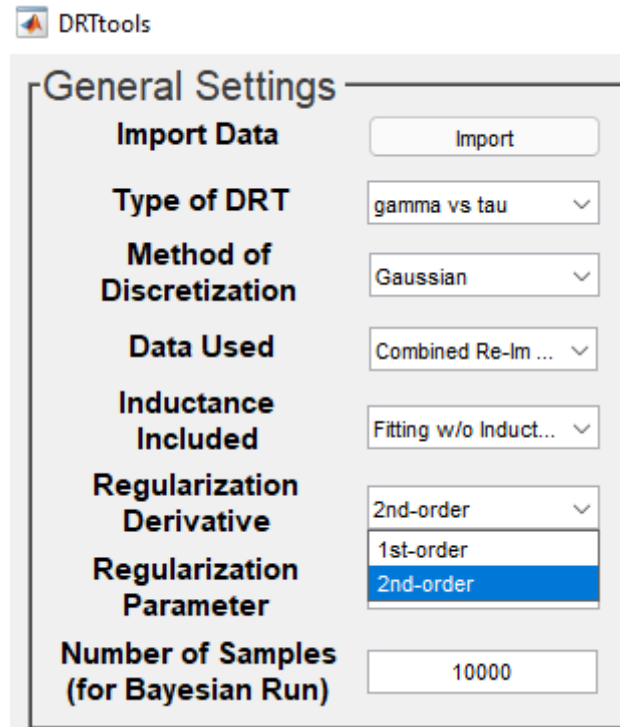 DRTtools
General Settings
Import Data
Import
Type of DRT
gamma vs tau
Method of
Discretization
Gaussian
Data Used
Combined Re-Im ...
Inductance
Included
Fitting w/o Induct...
Regularization
Derivative
2nd-order
1st-order
2nd-order
Regularization
Parameter
Number of Samples
(for Bayesian Run)
10000